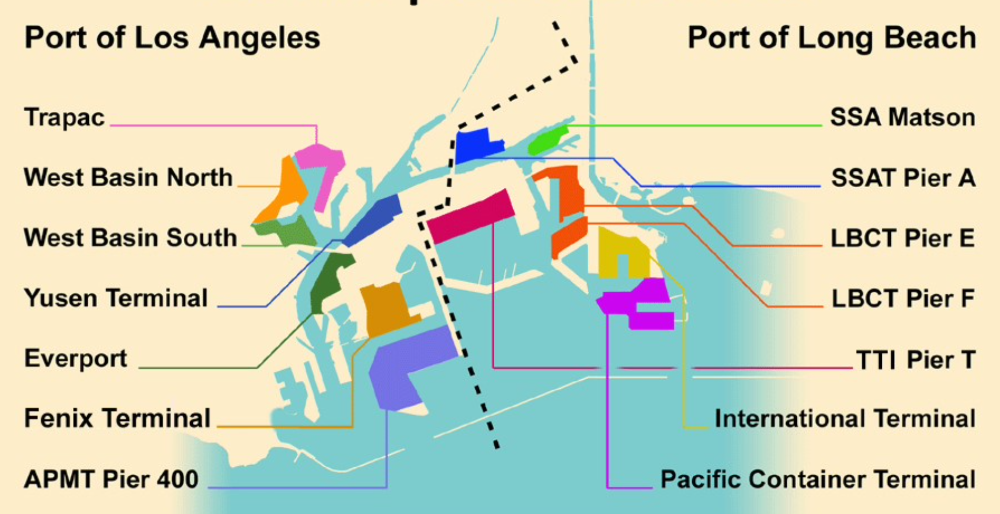 Port of Los Angeles
Port of Long Beach
Trapac
West Basin North
West Basin South
Yusen Terminal
Everport
Fenix Terminal
APMT Pier 400
SSA Matson
SSAT Pier A
LBCT Pier E
LBCT Pier F
TTI Pier T
International Terminal
Pacific Container Terminal